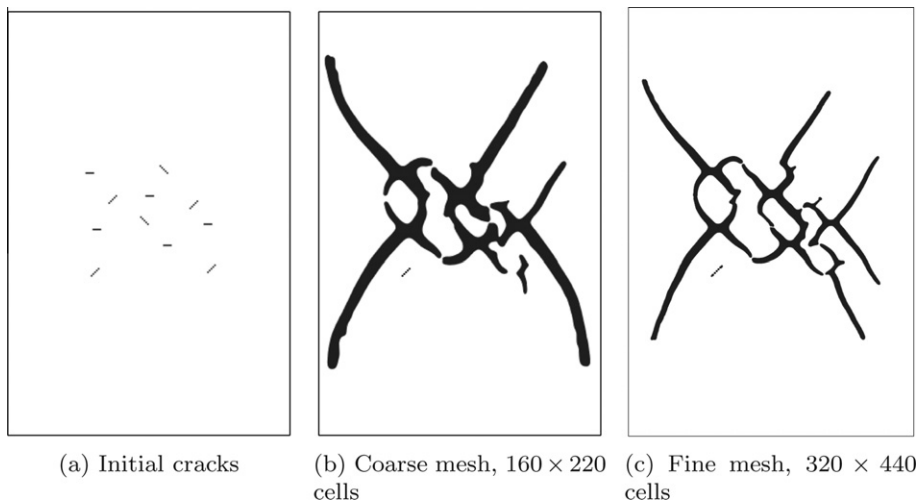 (a) Initial cracks
(b) Coarse mesh, 160 × 220
cells
(c) Fine mesh, 320 × 440
cells